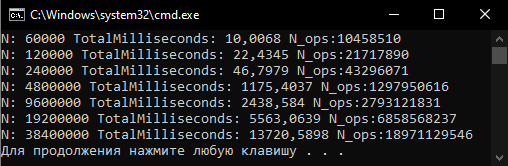 C:\Windows\system32\cmd.exe
N: 60000 TotalMilliseconds: 10,0068 N_ops:10458510
N: 120000 TotalMilliseconds: 22,4345 N_ops:21717890
N: 240000 TotalMilliseconds: 46,7979 N_ops:43296071
N: 4800000 TotalMilliseconds: 1175,4037 N_ops:1297950616
N: 9600000 TotalMilliseconds: 2438,584 N_ops:2793121831
N: 19200000 TotalMilliseconds: 5563,0639 N_ops:6858568237
N: 38400000 TotalMilliseconds: 13720,5898 N_ops:18971129546
Для продолжения нажмите любую клавишу . . .